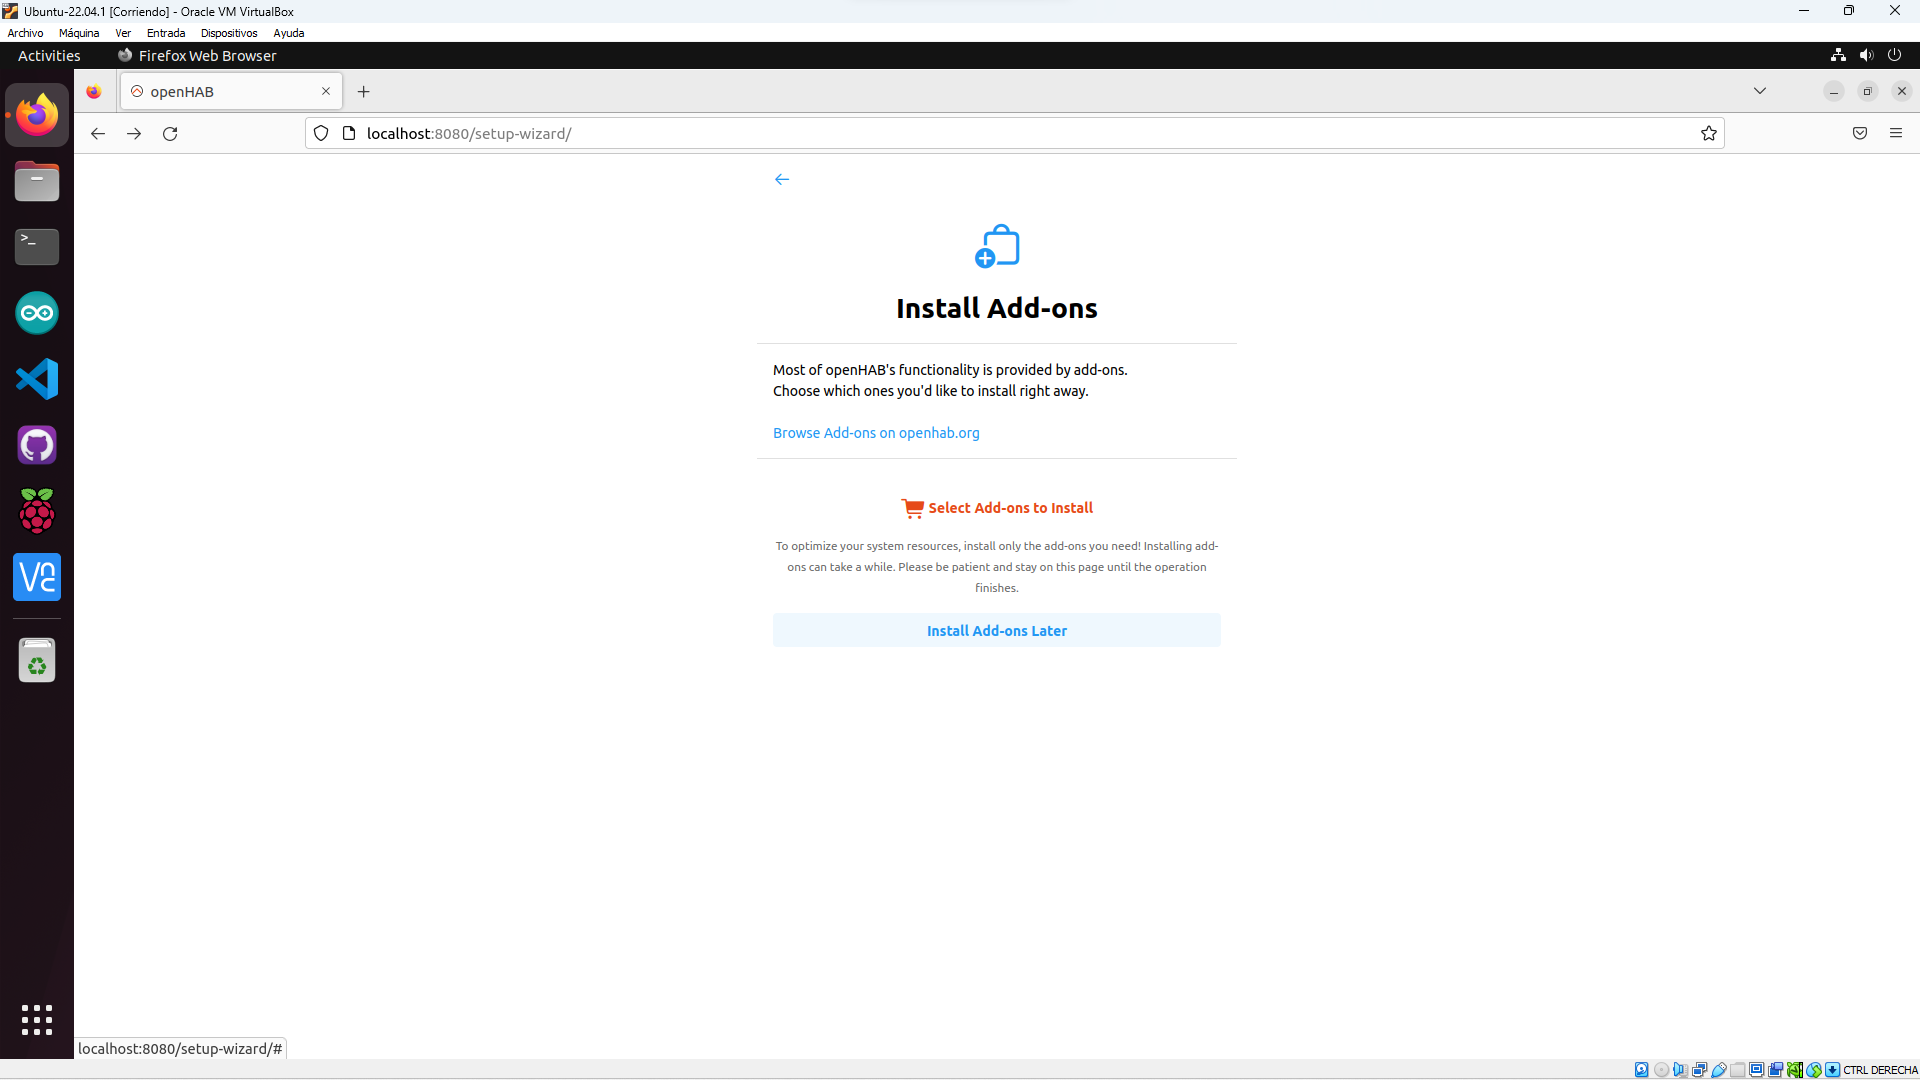 Ubuntu-22.04.1 [Corriendo] - Oracle VM VirtualBox
Archivo Máquina Ver Entrada Dispositivos Ayuda
Activities Firefox Web Browser
openHAB
localhost:8080/setup-wizard/
Install Add-ons
Most of openHAB's functionality is provided by add-ons.
Choose which ones you'd like to install right away.
Browse Add-ons on openhab.org
Select Add-ons to Install
To optimize your system resources, install only the add-ons you need! Installing add-
ons can take a while. Please be patient and stay on this page until the operation
finishes.
Install Add-ons Later
localhost:8080/setup-wizard/#
CTRL DERECHA